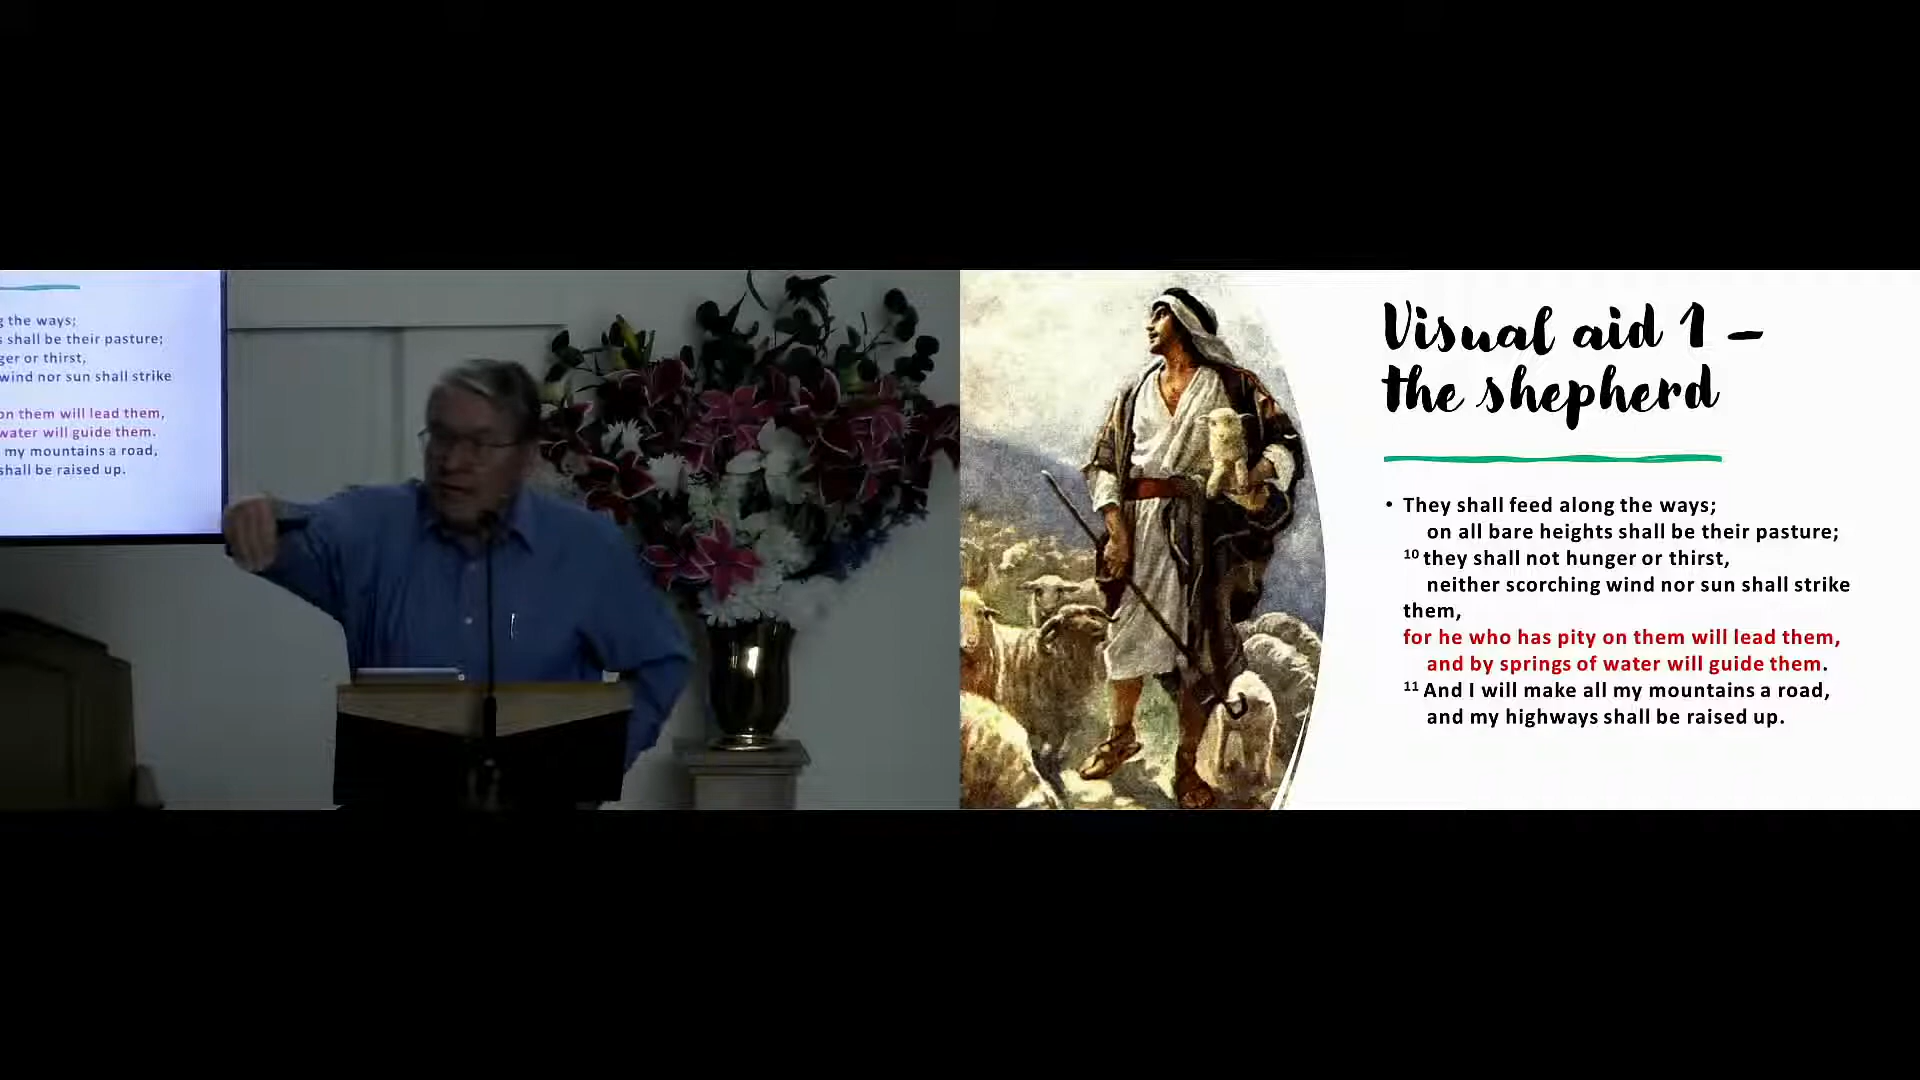 g the ways;
s shall be their pasture;
ger or thirst,
wind nor sun shall strike
on them will lead them,
water will guide them.
my mountains a road,
shall be raised up.
Visual aid 1 –
the shepherd
• They shall feed along the ways;
on all bare heights shall be their pasture;
10 they shall not hunger or thirst,
neither scorching wind nor sun shall strike
them,
for he who has pity on them will lead them,
and by springs of water will guide them.
11 And I will make all my mountains a road,
and my highways shall be raised up.